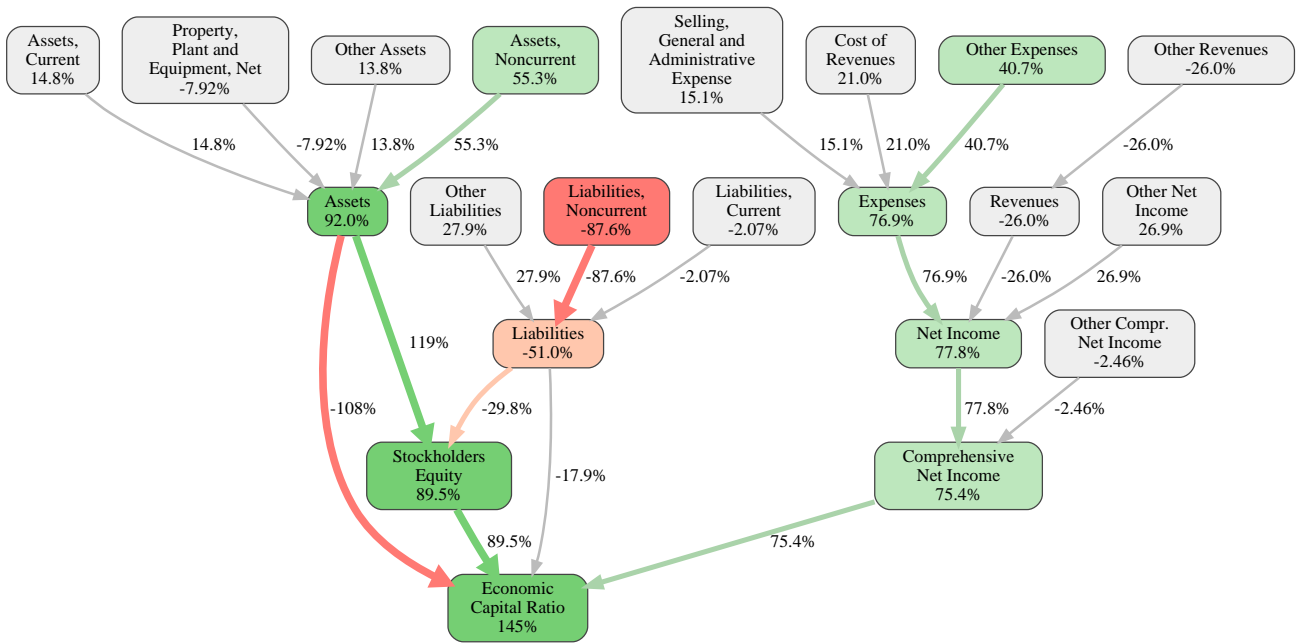 Assets,
Current
14.8%
Property,
Plant and
Equipment, Net
-7.92%
Other Assets
13.8%
Assets,
Noncurrent
55.3%
Selling,
General and
Administrative
Expense
15.1%
Cost of
Revenues
21.0%
Other Expenses
40.7%
Other Revenues
-26.0%
14.8%
-7.92%
13.8%
55.3%
15.1%
21.0%
40.7%
-26.0%
Assets
92.0%
Other
Liabilities
27.9%
Liabilities,
Noncurrent
-87.6%
Liabilities,
Current
-2.07%
Expenses
76.9%
Revenues
-26.0%
Other Net
Income
26.9%
27.9%
-87.6%
-2.07%
76.9%
-26.0%
26.9%
119%
Liabilities
-51.0%
Net Income
77.8%
Other Compr.
Net Income
-2.46%
-108%
-29.8%
77.8%
-2.46%
Stockholders
Equity
89.5%
-17.9%
Comprehensive
Net Income
75.4%
89.5%
75.4%
Economic
Capital Ratio
145%